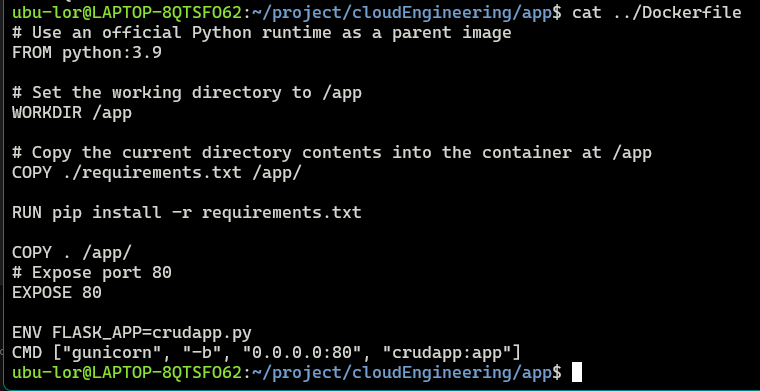 ubu-lor@LAPTOP-8QTSFO62:~/project/cloudEngineering/app$ cat ../Dockerfile
# Use an official Python runtime as a parent image
FROM python:3.9

# Set the working directory to /app
WORKDIR /app

# Copy the current directory contents into the container at /app
COPY ./requirements.txt /app/

RUN pip install -r requirements.txt

COPY . /app/
# Expose port 80
EXPOSE 80

ENV FLASK_APP=crudapp.py
CMD ["gunicorn", "-b", "0.0.0.0:80", "crudapp:app"]
ubu-lor@LAPTOP-8QTSFO62:~/project/cloudEngineering/app$